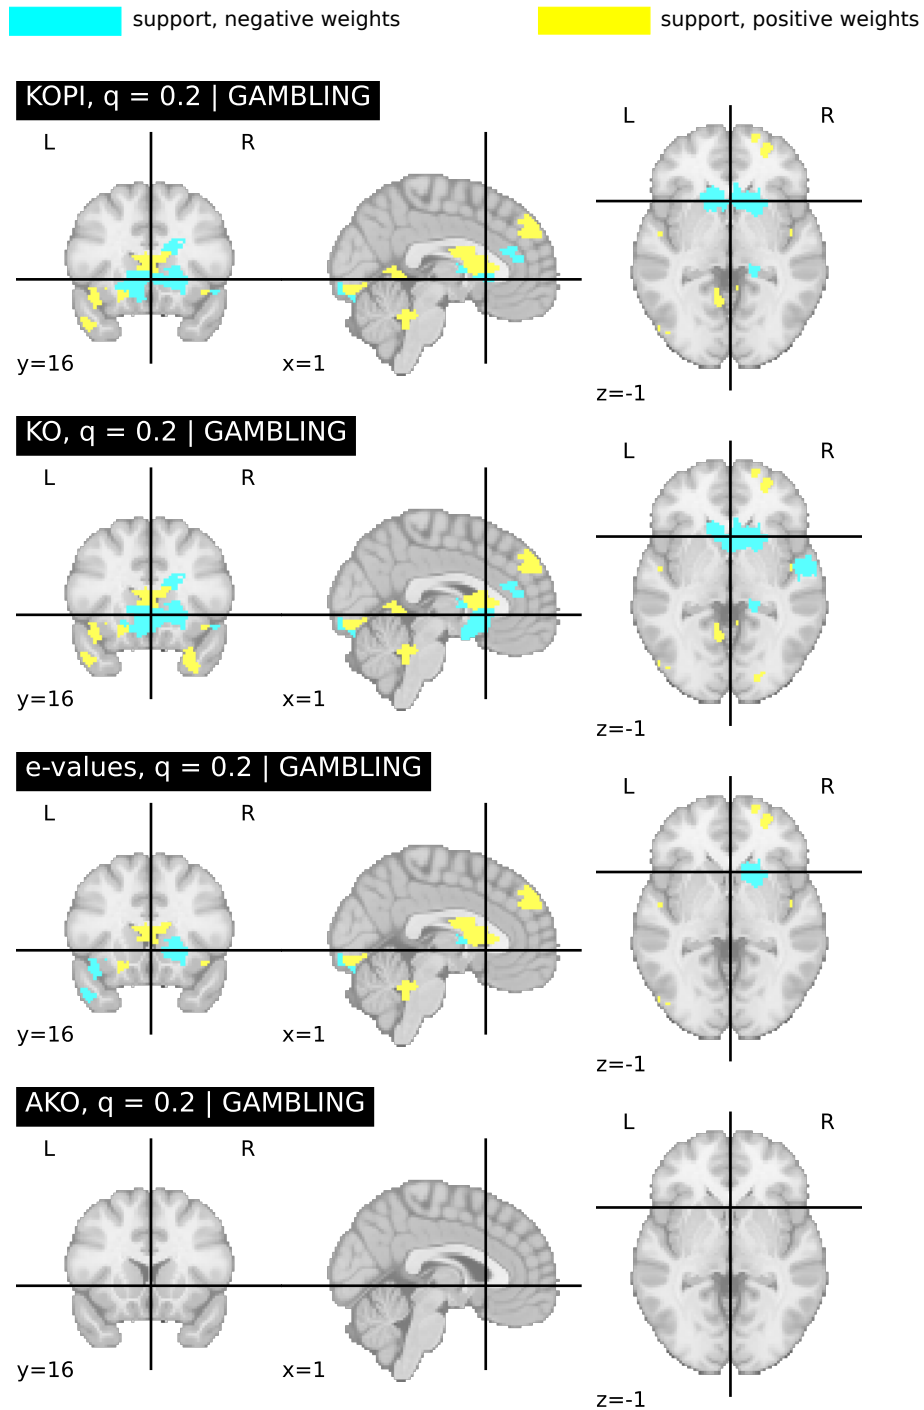 support, negative weights support, positive weights
KOPI, q = 0.2 | GAMBLING
L R L R
y=16 x=1 z=-1
KO, q = 0.2 | GAMBLING
L R L R
y=16 x=1 z=-1
e-values, q = 0.2 | GAMBLING
L R L R
y=16 x=1 z=-1
AKO, q = 0.2 | GAMBLING
L R L R
y=16 x=1 z=-1